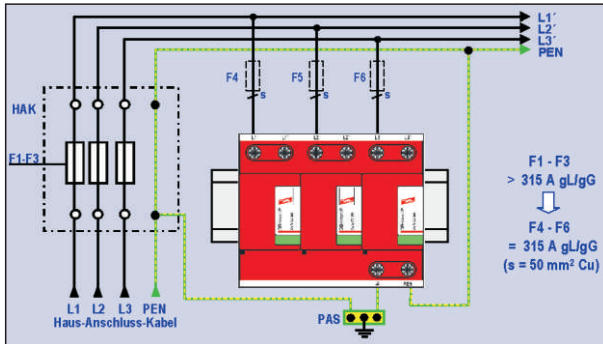 L1´
L2´
L3´
PEN
F4
F5
F6
s
s
s
HAK
F1-F3
F1 - F3
> 315 A gL/gG
F4 - F6
= 315 A gL/gG
(s = 50 mm² Cu)
L1 L2 L3 PEN
Haus-Anschluss-Kabel
PAS